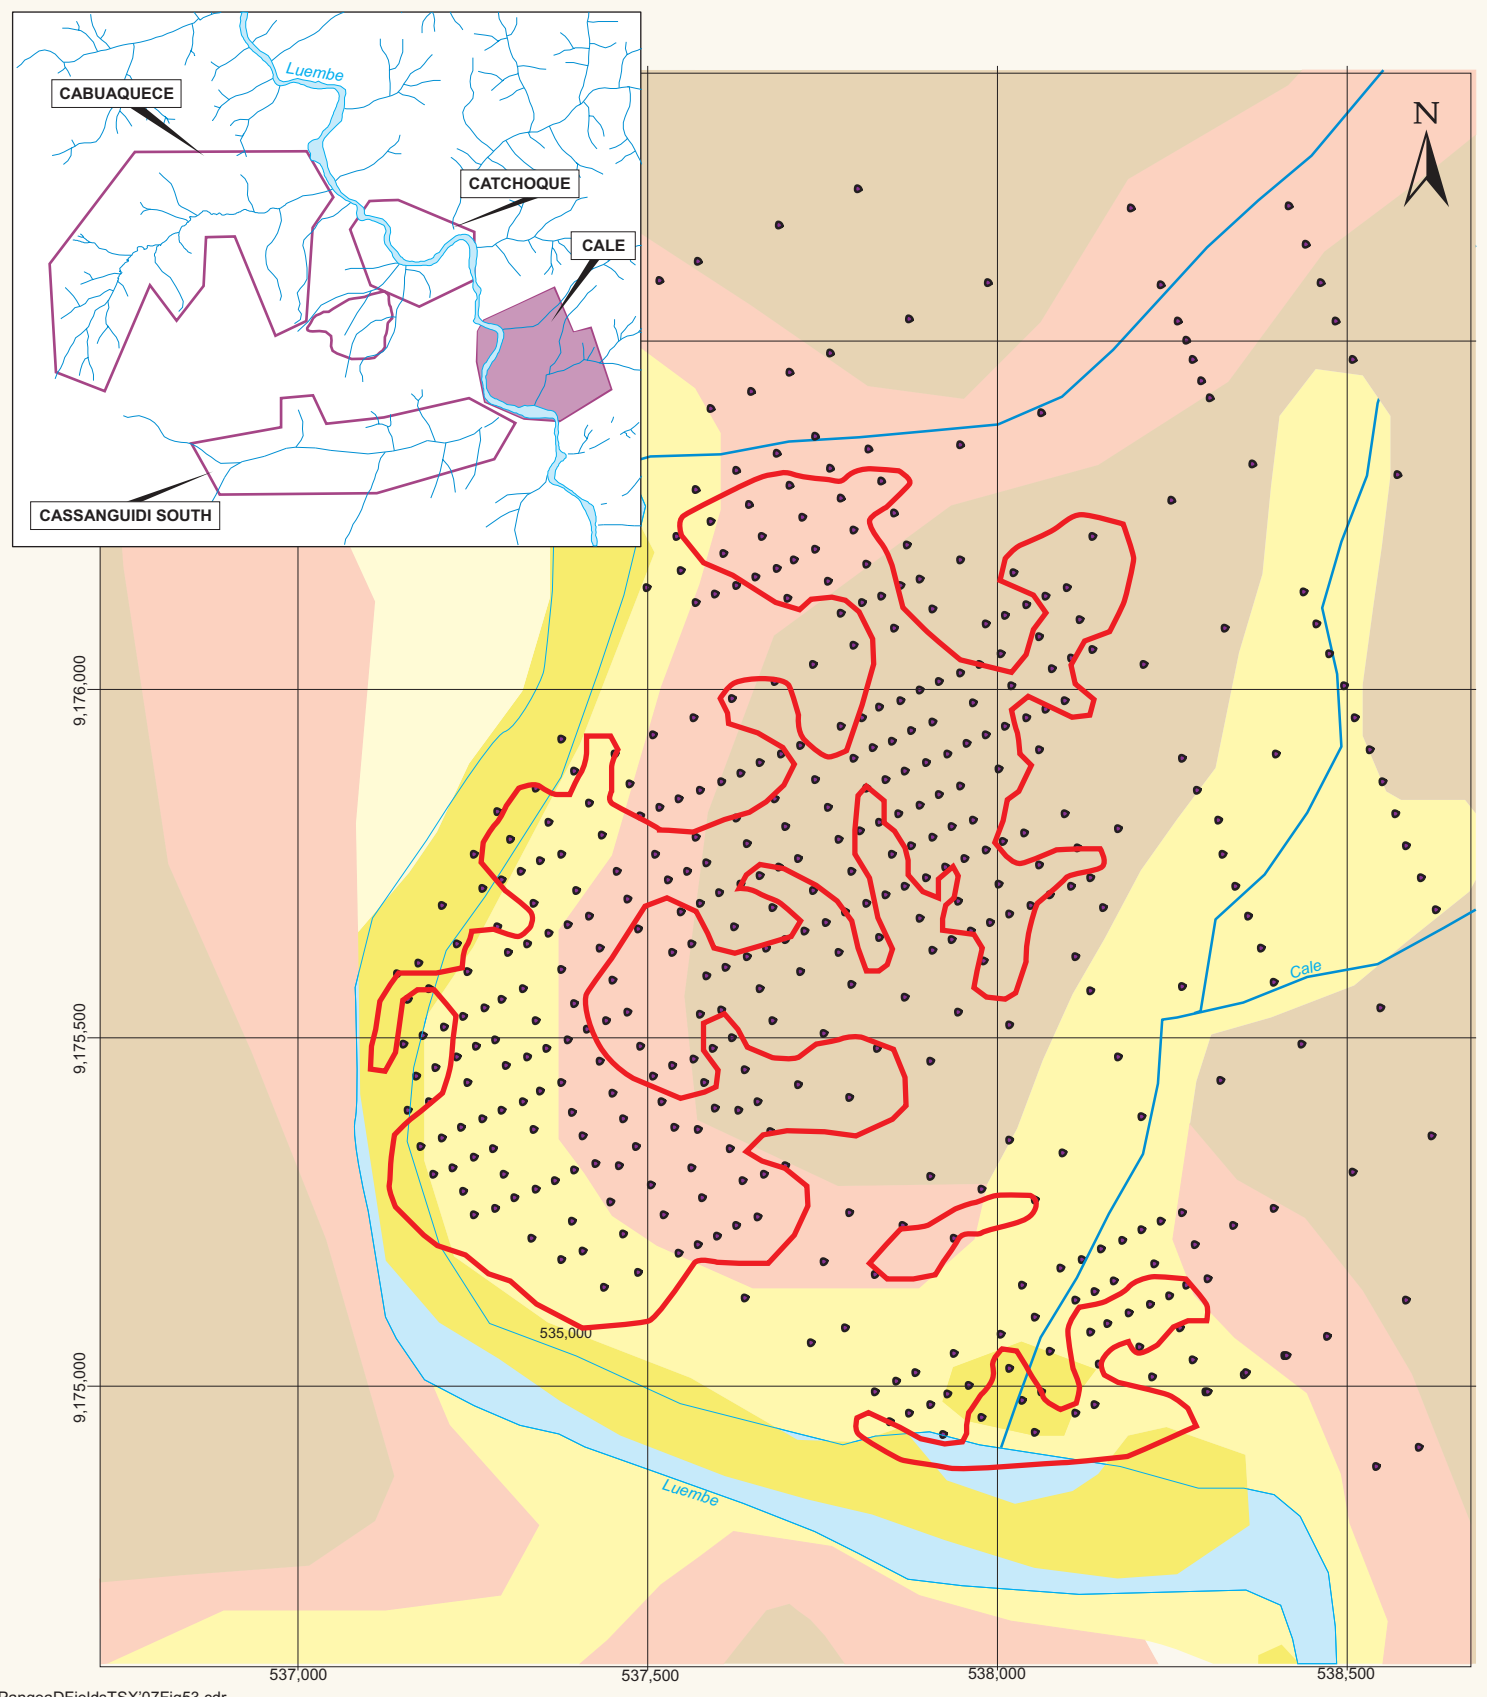 Luembe
CABUAQUECE
CATCHOQUE
CALE
CASSANGUIDI SOUTH
N
9,176,000
9,175,500
Cale
535,000
9,175,000
Luembe
537,000
537,500
538,000
538,500